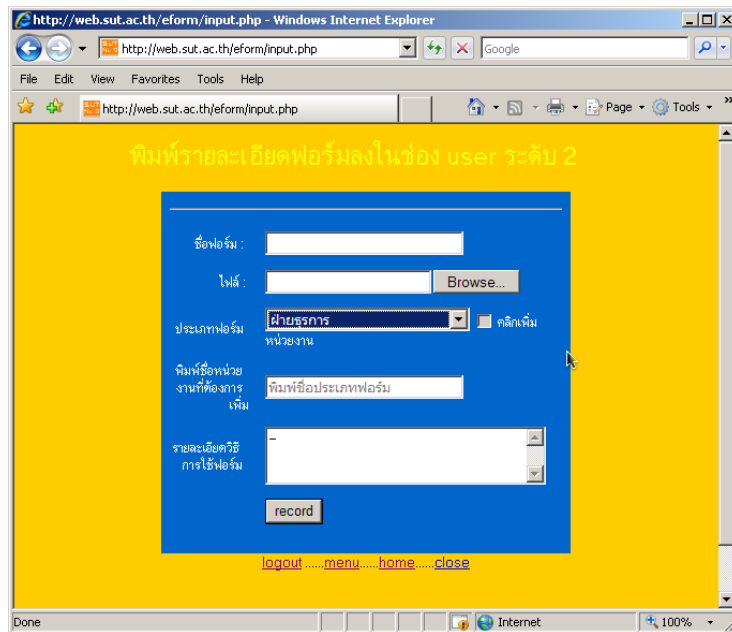 http://web.sut.ac.th/eform/input.php - Windows Internet Explorer
http://web.sut.ac.th/eform/input.php
Google
File Edit View Favorites Tools Help
http://web.sut.ac.th/eform/input.php
Page Tools »
พิมพ์รายละเอียดฟอร์มลงในช่อง user ระดับ 2
ชื่อฟอร์ม :
ไฟล์ : Browse...
ประเภทฟอร์ม ฝ่ายธุรการ คลิกเพิ่ม
หน่วยงาน
พิมพ์ชื่อหน่วย
งานที่ต้องการ พิมพ์ชื่อประเภทฟอร์ม
เพิ่ม
-
รายละเอียดวิธี
การใช้ฟอร์ม
record
logout ......menu.....home.....close
Done Internet 100%